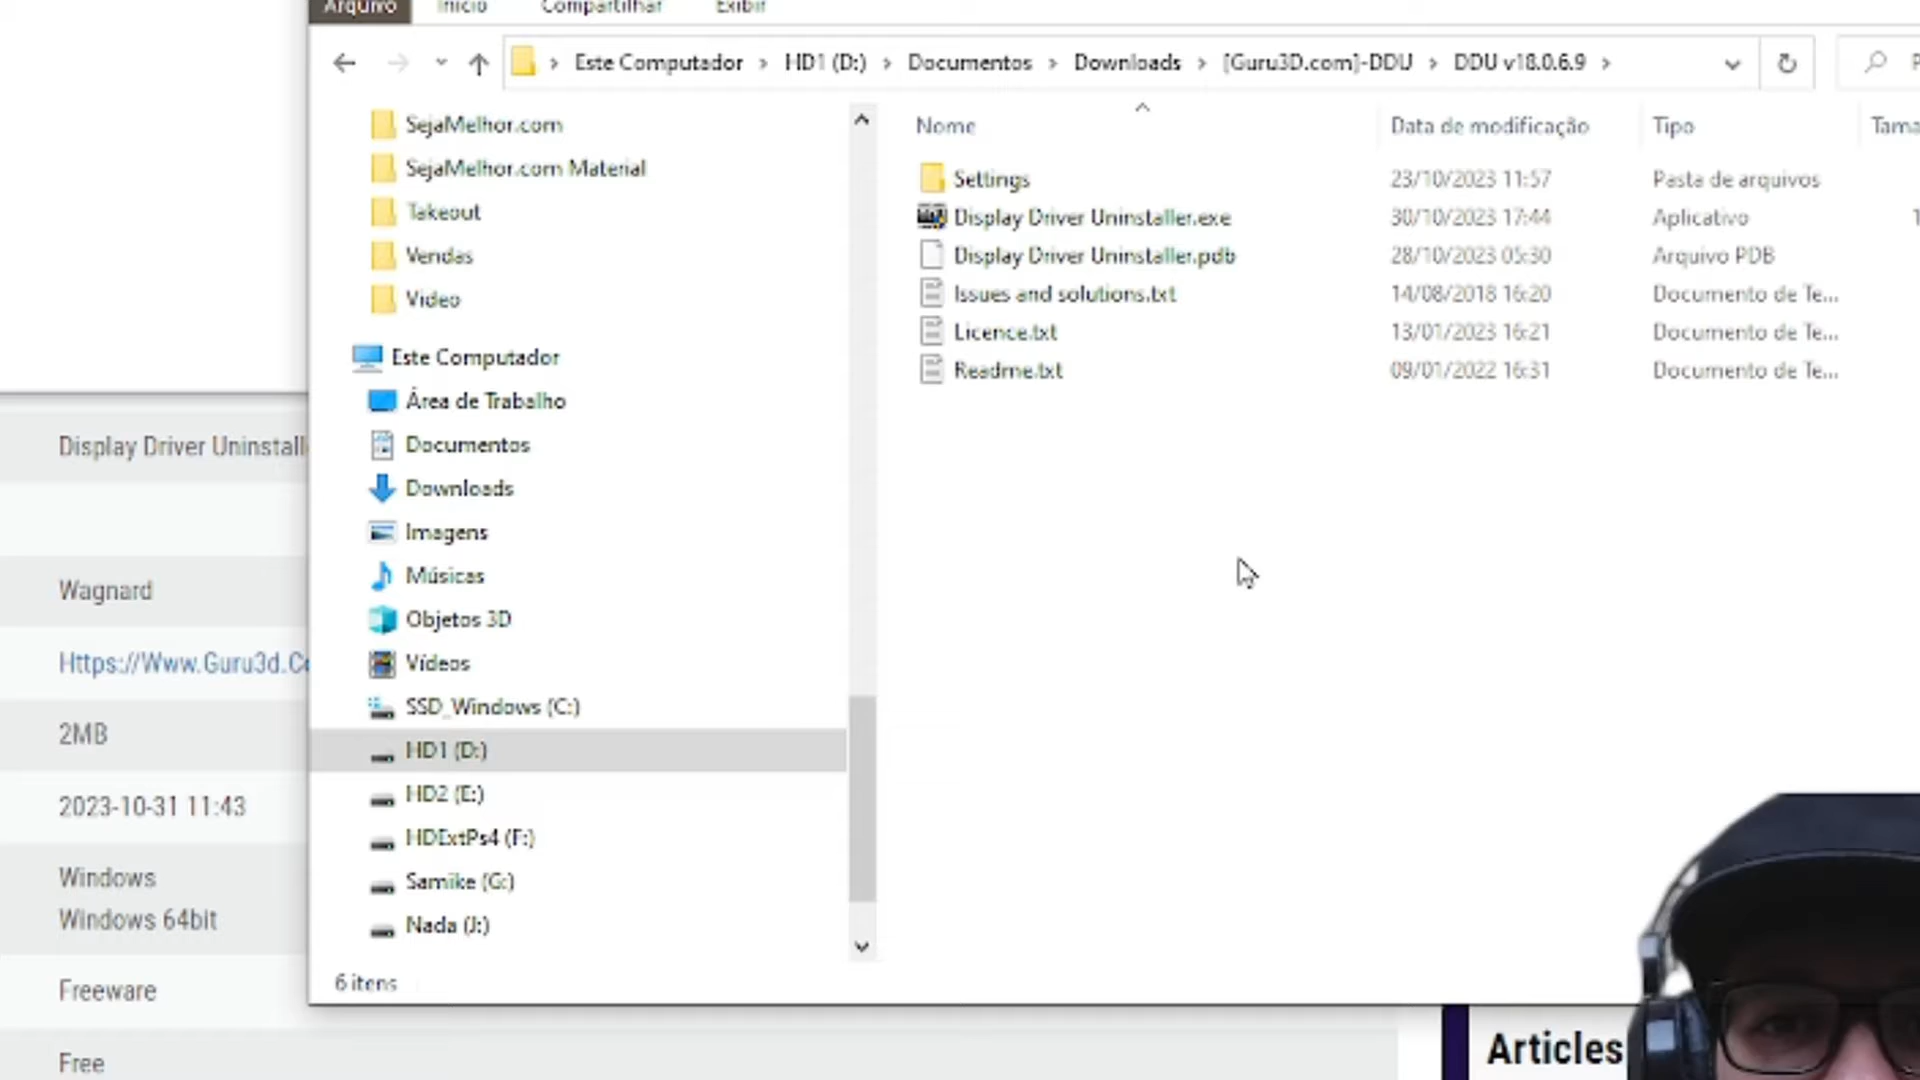 Arquivo Início Compartilhar Exibir
Este Computador HD1 (D:) Documentos Downloads [Guru3D.com]-DDU DDU v18.0.6.9
SejaMelhor.com
SejaMelhor.com Material
Takeout
Vendas
Video
Este Computador
Área de Trabalho
Documentos
Downloads
Imagens
Músicas
Objetos 3D
Vídeos
SSD_Windows (C:)
HD1 (D:)
HD2 (E:)
HDExtPs4 (F:)
Samike (G:)
Nada (J:)
6 itens
Nome Data de modificação Tipo
Settings 23/10/2023 11:57 Pasta de arquivos
Display Driver Uninstaller.exe 30/10/2023 17:44 Aplicativo
Display Driver Uninstaller.pdb 28/10/2023 05:30 Arquivo PDB
Issues and solutions.txt 14/08/2018 16:20 Documento de Te...
Licence.txt 13/01/2023 16:21 Documento de Te...
Readme.txt 09/01/2022 16:31 Documento de Te...
Display Driver
Wagnard
2MB
2023-10-31 11:43
Windows
Windows 64bit
Freeware
Free
Articles